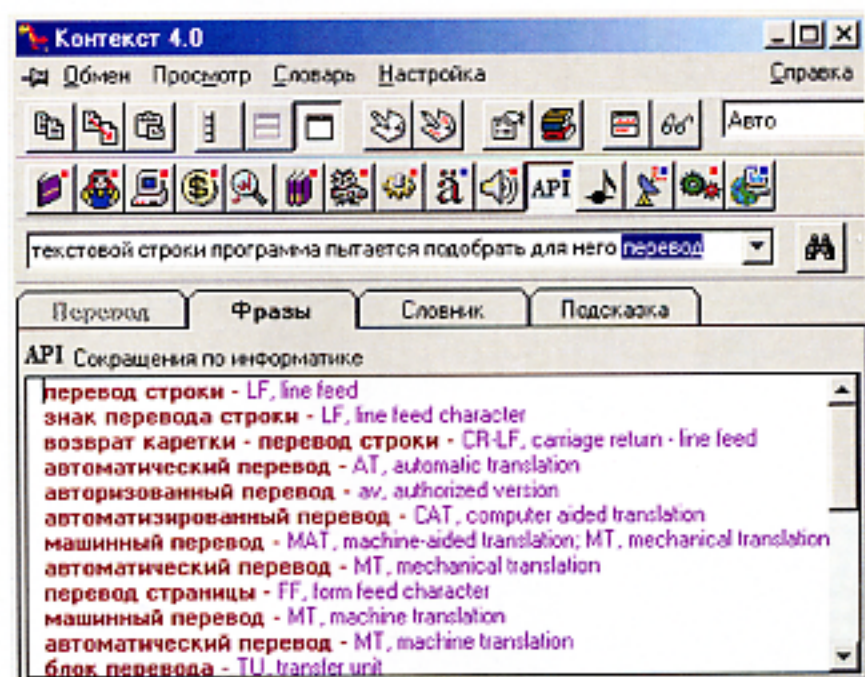 Контекст 4.0
Обмен Просмотр Словарь Настройка Справка
Авто
ä API
текстовой строки программа пытается подобрать для него перевод
Перевод Фразы Словник Подсказка
API Сокращения по информатике
перевод строки - LF, line feed
знак перевода строки - LF, line feed character
возврат каретки - перевод строки - CR-LF, carriage return - line feed
автоматический перевод - AT, automatic translation
авторизованный перевод - av, authorized version
автоматизированный перевод - CAT, computer aided translation
машинный перевод - MAT, machine-aided translation; MT, mechanical translation
автоматический перевод - MT, mechanical translation
перевод страницы - FF, form feed character
машинный перевод - MT, machine translation
автоматический перевод - MT, machine translation
блок перевода - TU, transfer unit